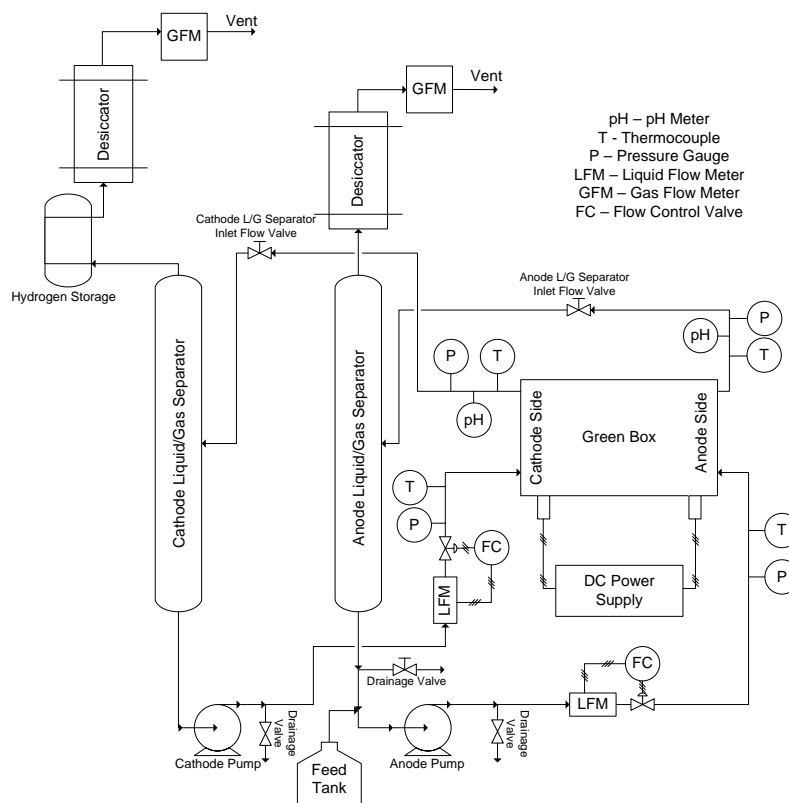 Vent
GFM
Desiccator
Hydrogen Storage
Vent
GFM
Desiccator
pH – pH Meter
T - Thermocouple
P – Pressure Gauge
LFM – Liquid Flow Meter
GFM – Gas Flow Meter
FC – Flow Control Valve
Cathode L/G Separator
Inlet Flow Valve
Anode L/G Separator
Inlet Flow Valve
Cathode Liquid/Gas Separator
Anode Liquid/Gas Separator
P
T
pH
P
pH
T
Cathode Side
Green Box
Anode Side
T
P
FC
LFM
DC Power
Supply
T
P
Drainage Valve
FC
LFM
Drainage
Valve
Cathode Pump
Feed
Tank
Anode Pump
Drainage
Valve